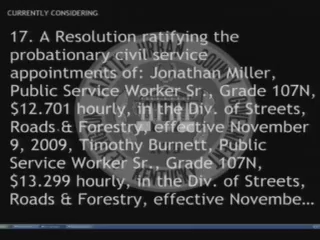 CURRENTLY CONSIDERING
17. A Resolution ratifying the
probationary civil service
appointments of: Jonathan Miller,
Public Service Worker Sr., Grade 107N,
$12.701 hourly, in the Div. of Streets,
Roads & Forestry, effective November
9, 2009, Timothy Burnett, Public
Service Worker Sr., Grade 107N,
$13.299 hourly, in the Div. of Streets,
Roads & Forestry, effective Novembe...